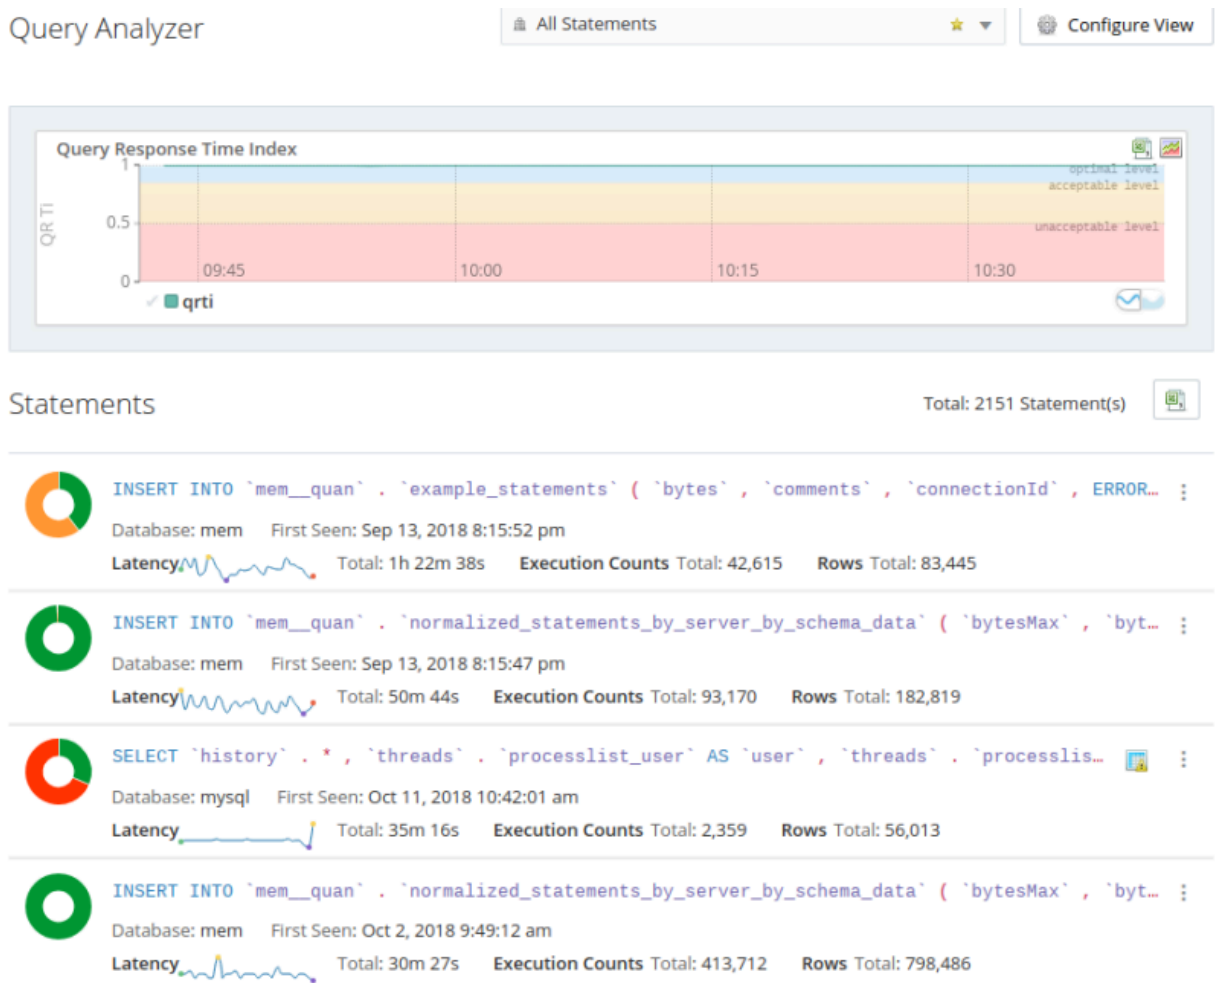 Query Analyzer
All Statements
Configure View
Query Response Time Index
1
optimal level
acceptable level
QR Ti
0.5
unacceptable level
09:45 10:00 10:15 10:30
0
qrti
Statements
Total: 2151 Statement(s)
INSERT INTO `mem__quan` . `example_statements` ( `bytes` , `comments` , `connectionId` , ERROR…
Database: mem First Seen: Sep 13, 2018 8:15:52 pm
Latency Total: 1h 22m 38s Execution Counts Total: 42,615 Rows Total: 83,445
INSERT INTO `mem__quan` . `normalized_statements_by_server_by_schema_data` ( `bytesMax` , `byt…
Database: mem First Seen: Sep 13, 2018 8:15:47 pm
Latency Total: 50m 44s Execution Counts Total: 93,170 Rows Total: 182,819
SELECT `history` . * , `threads` . `processlist_user` AS `user` , `threads` . `processlis…
Database: mysql First Seen: Oct 11, 2018 10:42:01 am
Latency Total: 35m 16s Execution Counts Total: 2,359 Rows Total: 56,013
INSERT INTO `mem__quan` . `normalized_statements_by_server_by_schema_data` ( `bytesMax` , `byt…
Database: mem First Seen: Oct 2, 2018 9:49:12 am
Latency Total: 30m 27s Execution Counts Total: 413,712 Rows Total: 798,486